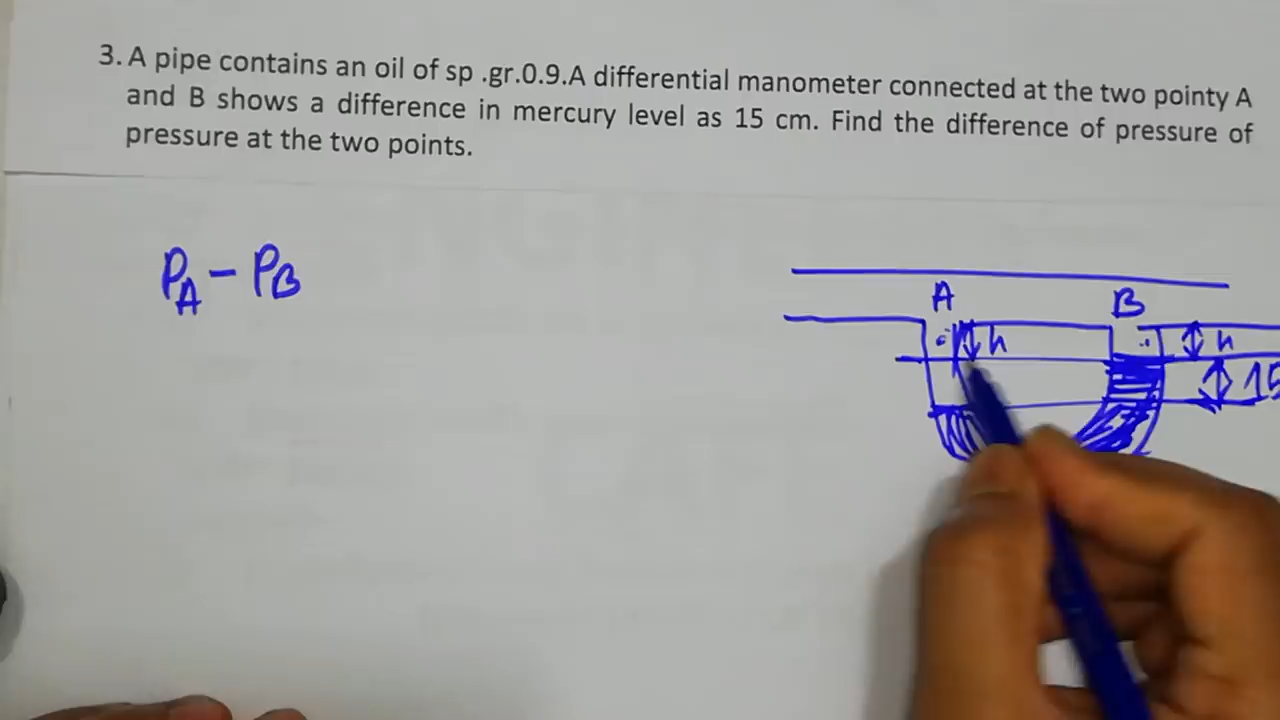 3. A pipe contains an oil of sp .gr.0.9.A differential manometer connected at the two pointy A
and B shows a difference in mercury level as 15 cm. Find the difference of pressure of
pressure at the two points.
P_A - P_B
A B
h h
15